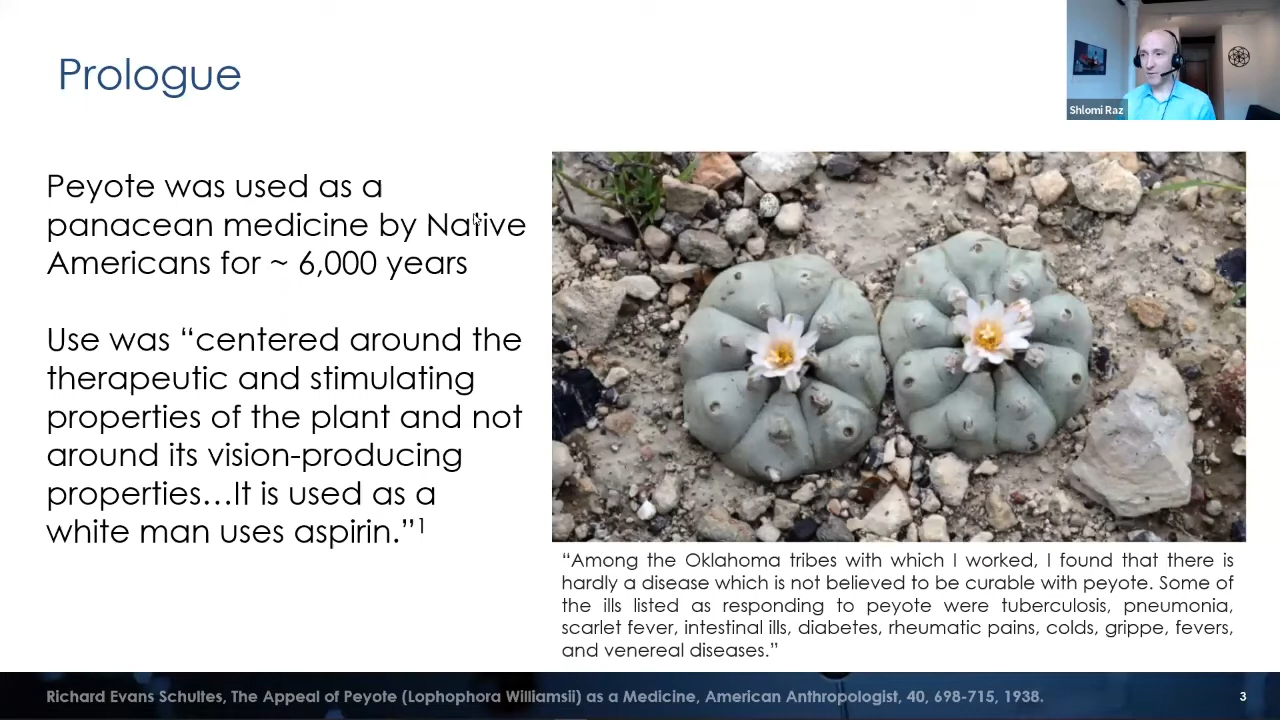 Prologue
Shlomi Raz
Peyote was used as a
panacean medicine by Native
Americans for ~ 6,000 years
Use was “centered around the
therapeutic and stimulating
properties of the plant and not
around its vision-producing
properties…It is used as a
white man uses aspirin.”¹
“Among the Oklahoma tribes with which I worked, I found that there is
hardly a disease which is not believed to be curable with peyote. Some of
the ills listed as responding to peyote were tuberculosis, pneumonia,
scarlet fever, intestinal ills, diabetes, rheumatic pains, colds, grippe, fevers,
and venereal diseases.”
Richard Evans Schultes, The Appeal of Peyote (Lophophora Williamsii) as a Medicine, American Anthropologist, 40, 698-715, 1938.
3